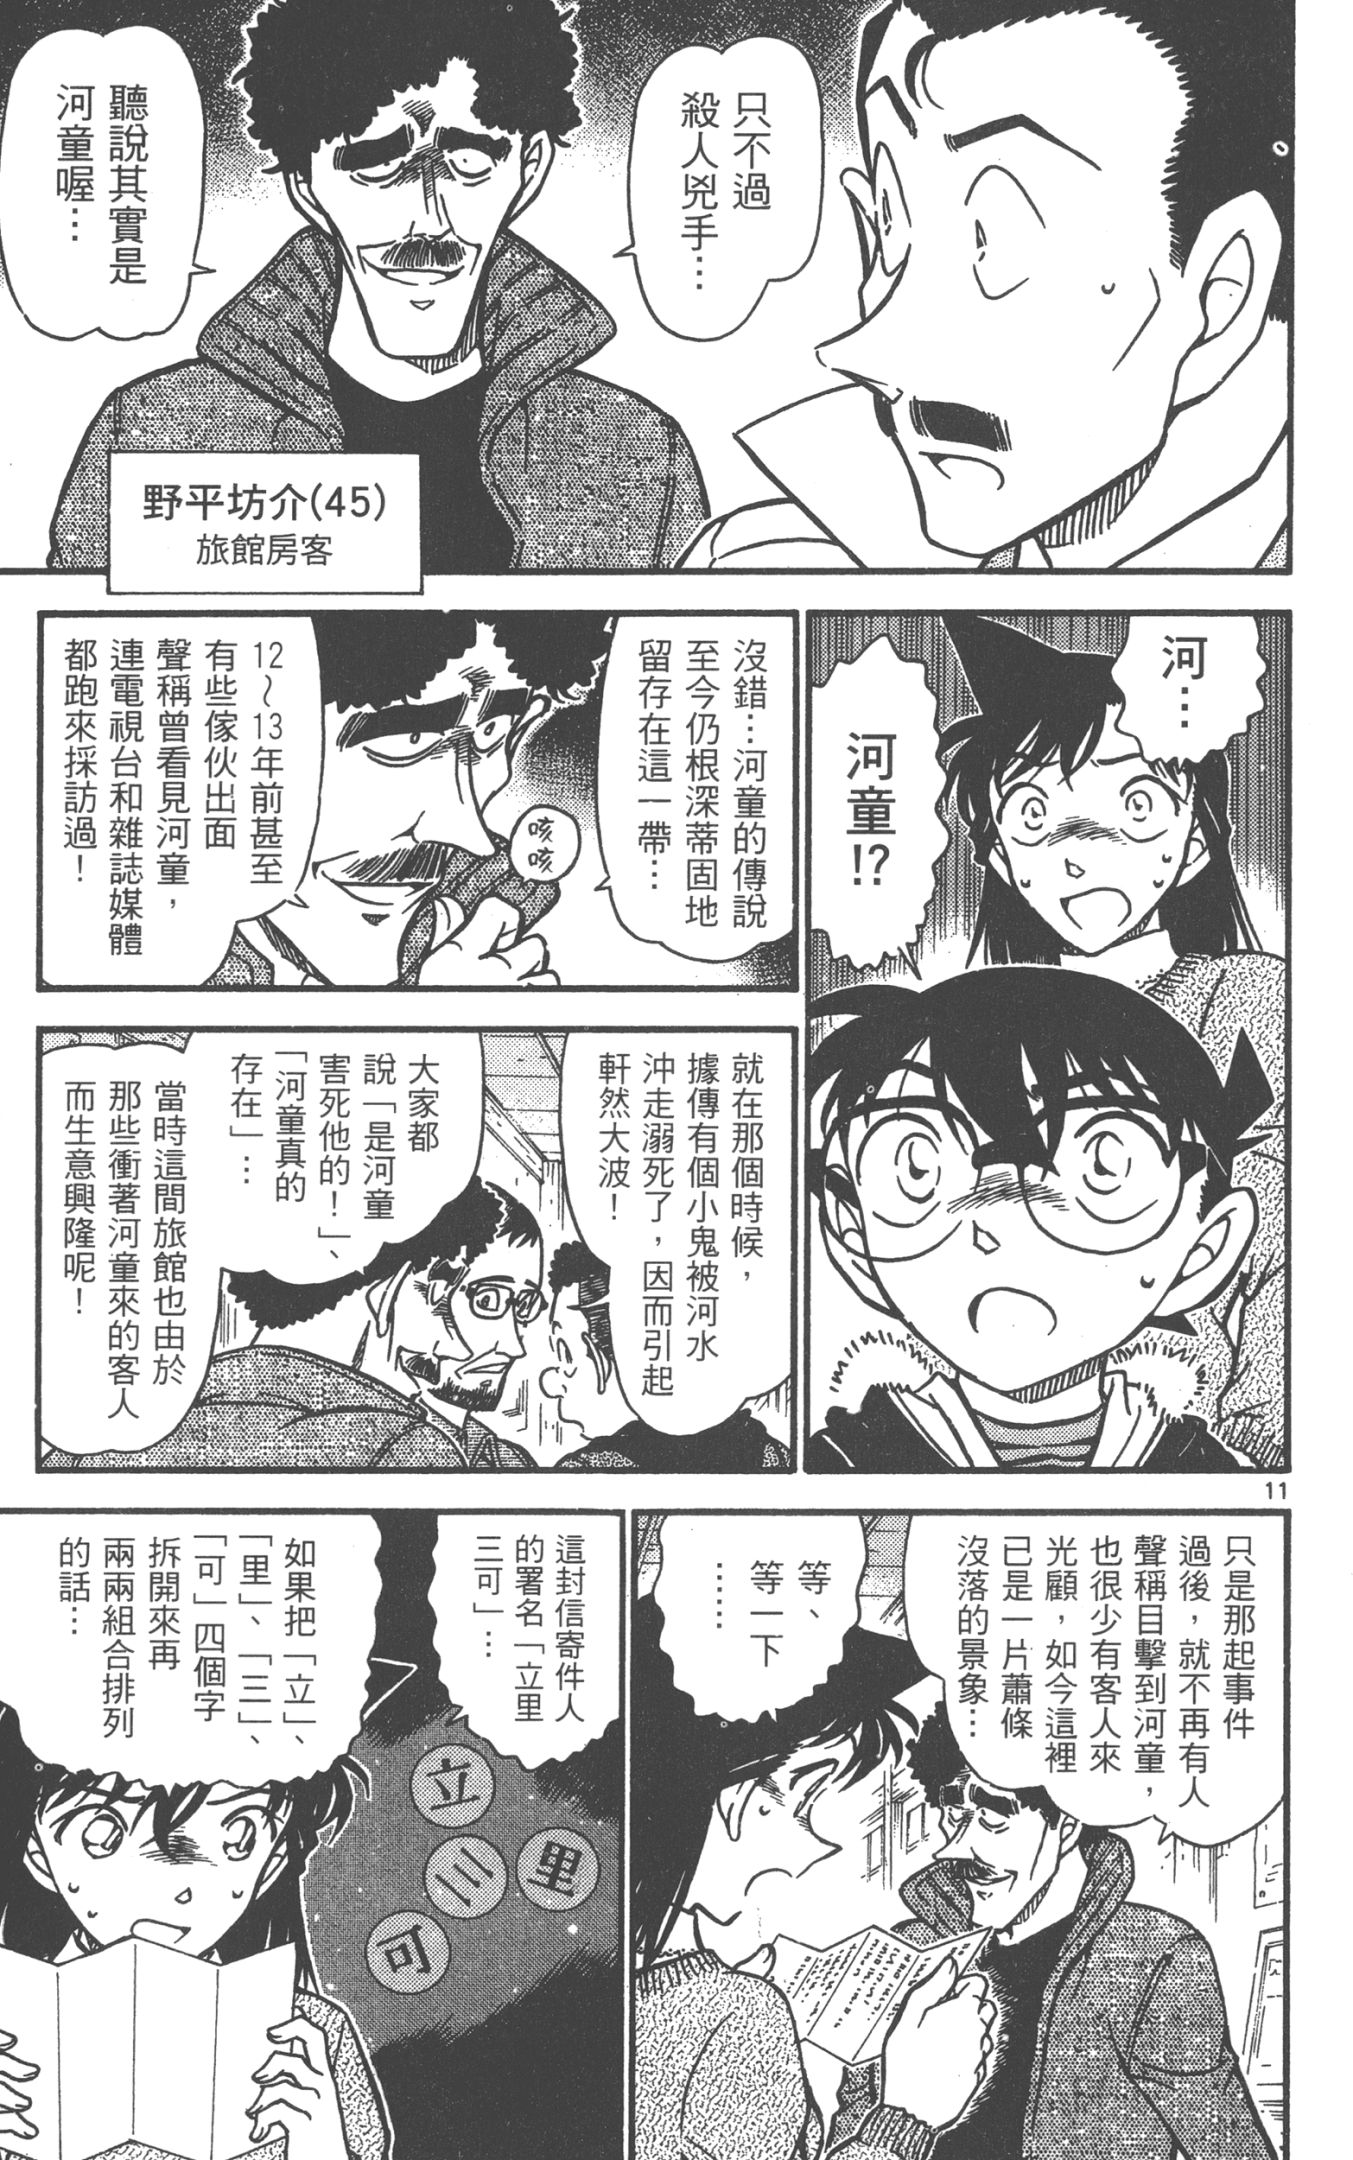 只不過
殺人兇手…
聽說其實是
河童喔…
野平坊介(45)
旅館房客
河…
河童!?
沒錯…河童的傳說
至今仍根深蒂固地
留存在這一帶…
咳
咳
12~13年前甚至
有些傢伙出面
聲稱曾看見河童，
連電視台和雜誌媒體
都跑來採訪過！
就在那個時候，
據傳有個小鬼被河水
沖走溺死了，因而引起
軒然大波！
大家都
說「是河童
害死他的！」、
「河童真的
存在」…
當時這間旅館也由於
那些衝著河童來的客人
而生意興隆呢！
11
只是那起事件
過後，就不再有人
聲稱目擊到河童，
也很少有客人來
光顧，如今這裡
已是一片蕭條
沒落的景象…
等、
等一下
……
這封信寄件人
的署名「立里
三可」…
立
里
三
可
如果把「立」、
「里」、「三」、
「可」四個字
拆開來再
兩兩組合排列
的話…